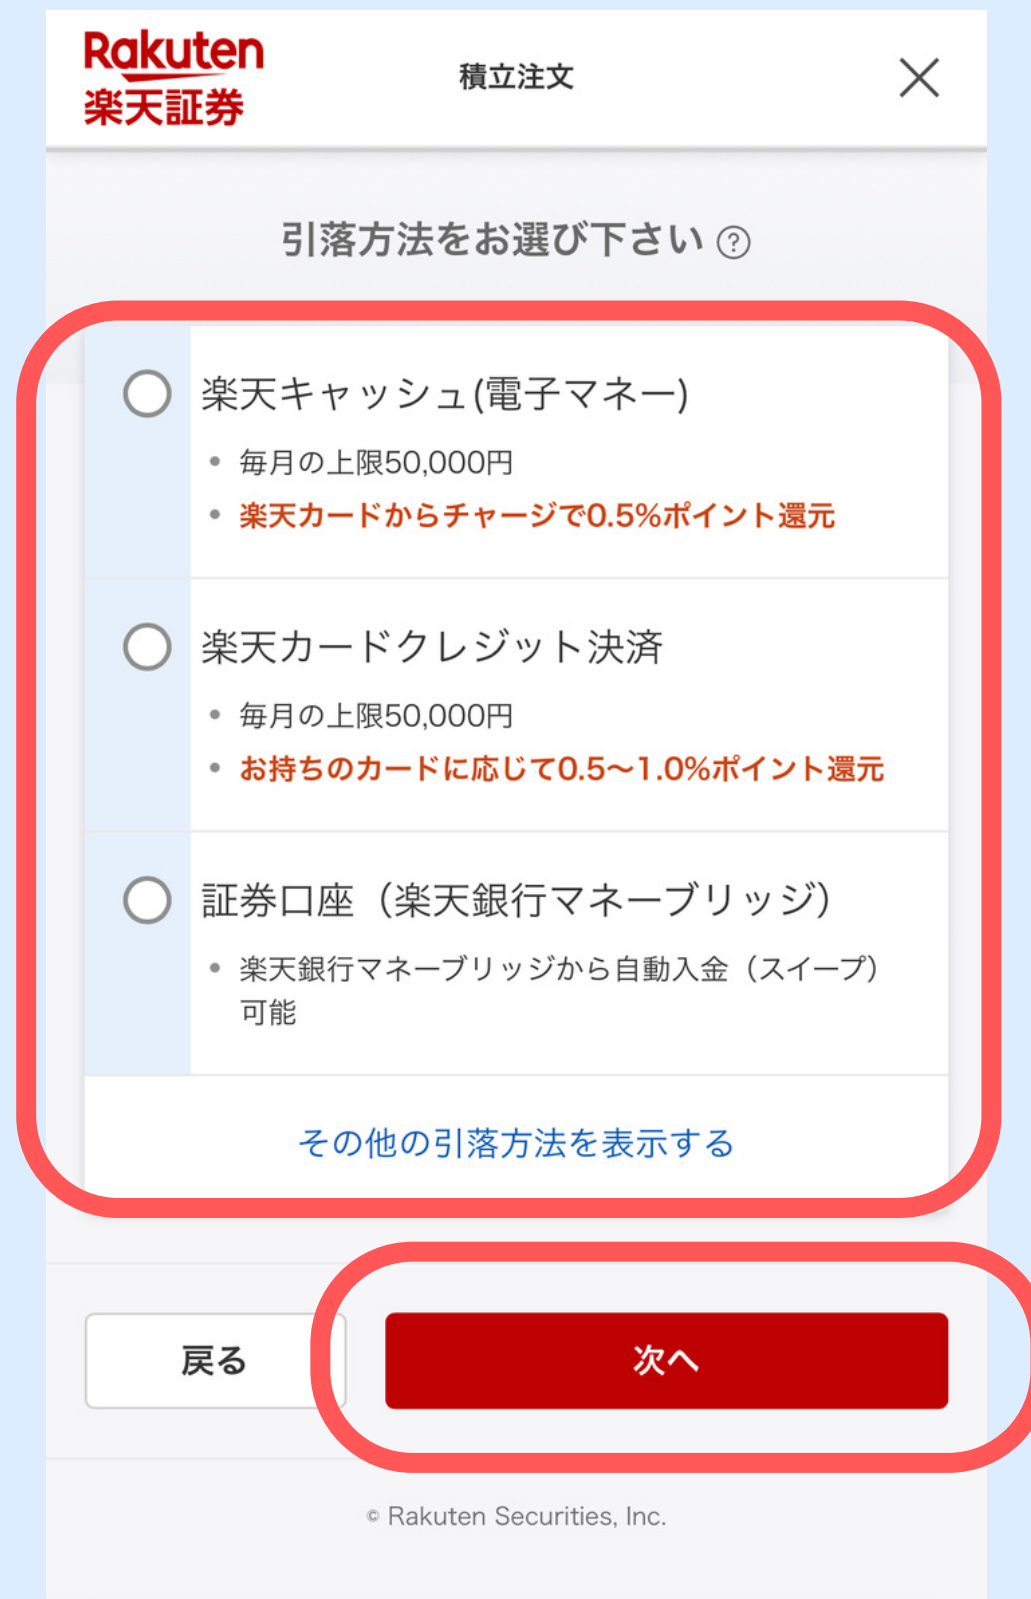 Rakuten
楽天証券
積立注文
引落方法をお選び下さい ?
楽天キャッシュ(電子マネー)
• 毎月の上限50,000円
• 楽天カードからチャージで0.5%ポイント還元
楽天カードクレジット決済
• 毎月の上限50,000円
• お持ちのカードに応じて0.5〜1.0%ポイント還元
証券口座（楽天銀行マネーブリッジ）
• 楽天銀行マネーブリッジから自動入金（スイープ）
可能
その他の引落方法を表示する
戻る
次へ
© Rakuten Securities, Inc.